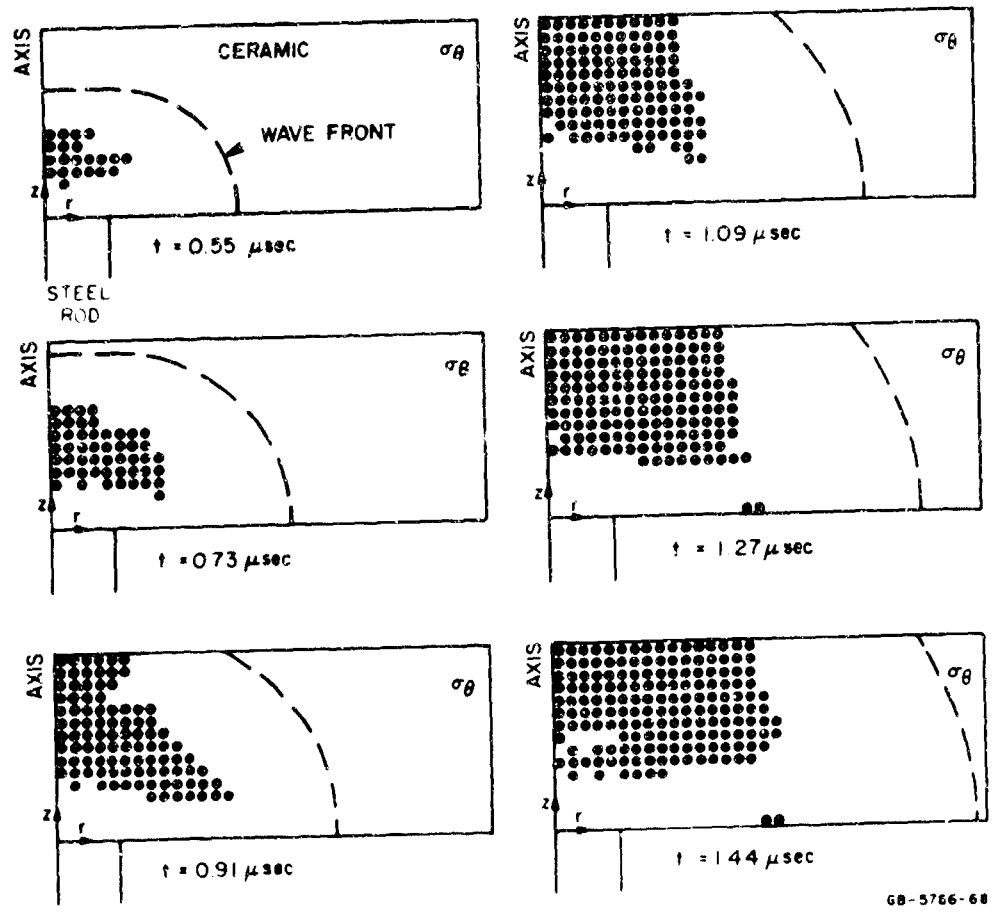 AXIS
CERAMIC
σθ
WAVE FRONT
z
r
t = 0.55 μsec
STEEL
ROD
AXIS
σθ
z
r
t = 0.73 μsec
AXIS
σθ
z
r
t = 0.91 μsec
AXIS
σθ
z
r
t = 1.09 μsec
AXIS
σθ
z
r
t = 1.27 μsec
AXIS
σθ
z
r
t = 1.44 μsec
GB-5786-68